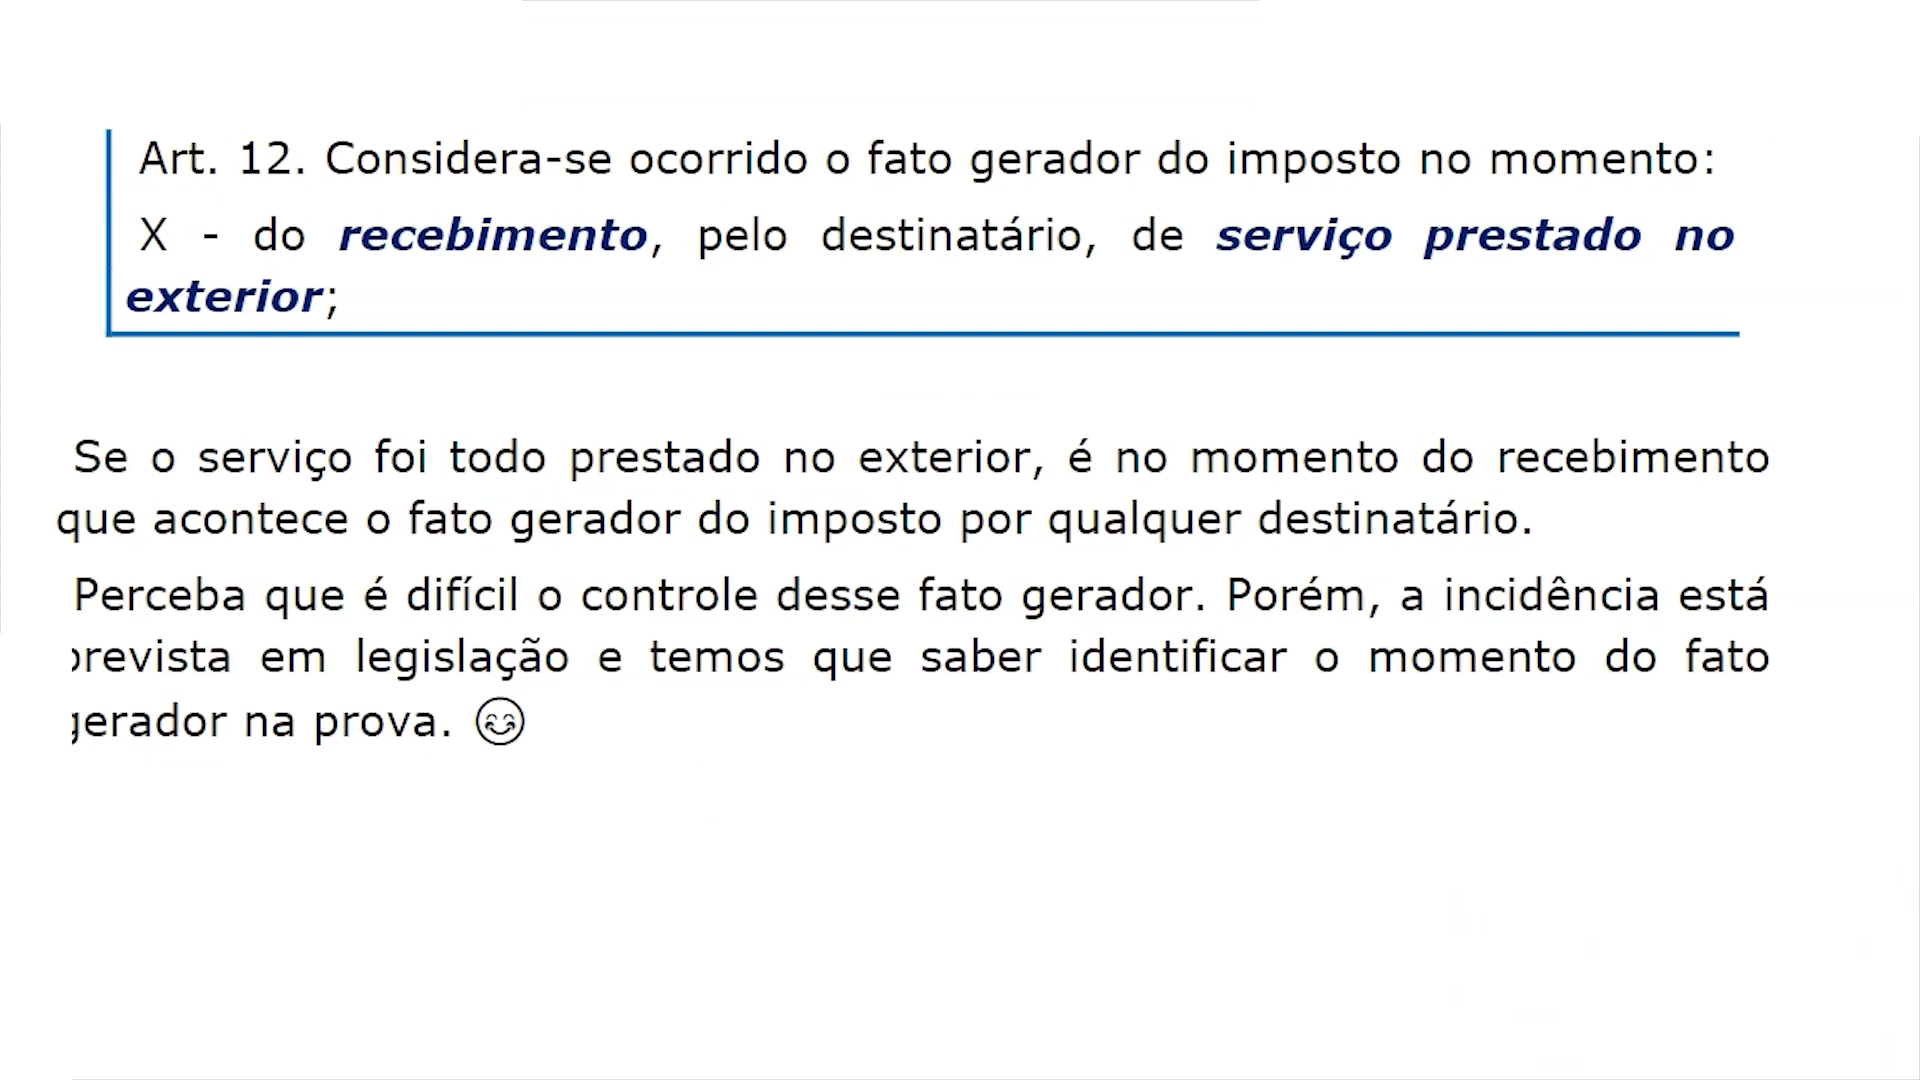 Art. 12. Considera-se ocorrido o fato gerador do imposto no momento:
X - do recebimento, pelo destinatário, de serviço prestado no
exterior;
Se o serviço foi todo prestado no exterior, é no momento do recebimento
que acontece o fato gerador do imposto por qualquer destinatário.
Perceba que é difícil o controle desse fato gerador. Porém, a incidência está
prevista em legislação e temos que saber identificar o momento do fato
gerador na prova. 😊